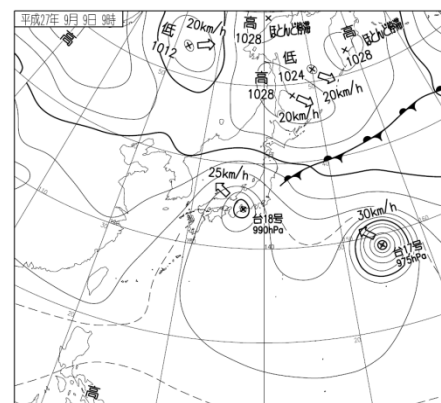 平成27年 9月 9日 9時
高
低
1012
20km/h
高
1028
ほとんど停滞
低
1024
20km/h
高
1028
ほとんど停滞
高
1028
20km/h
25km/h
台18号
990hPa
30km/h
台17号
975hPa
140
高